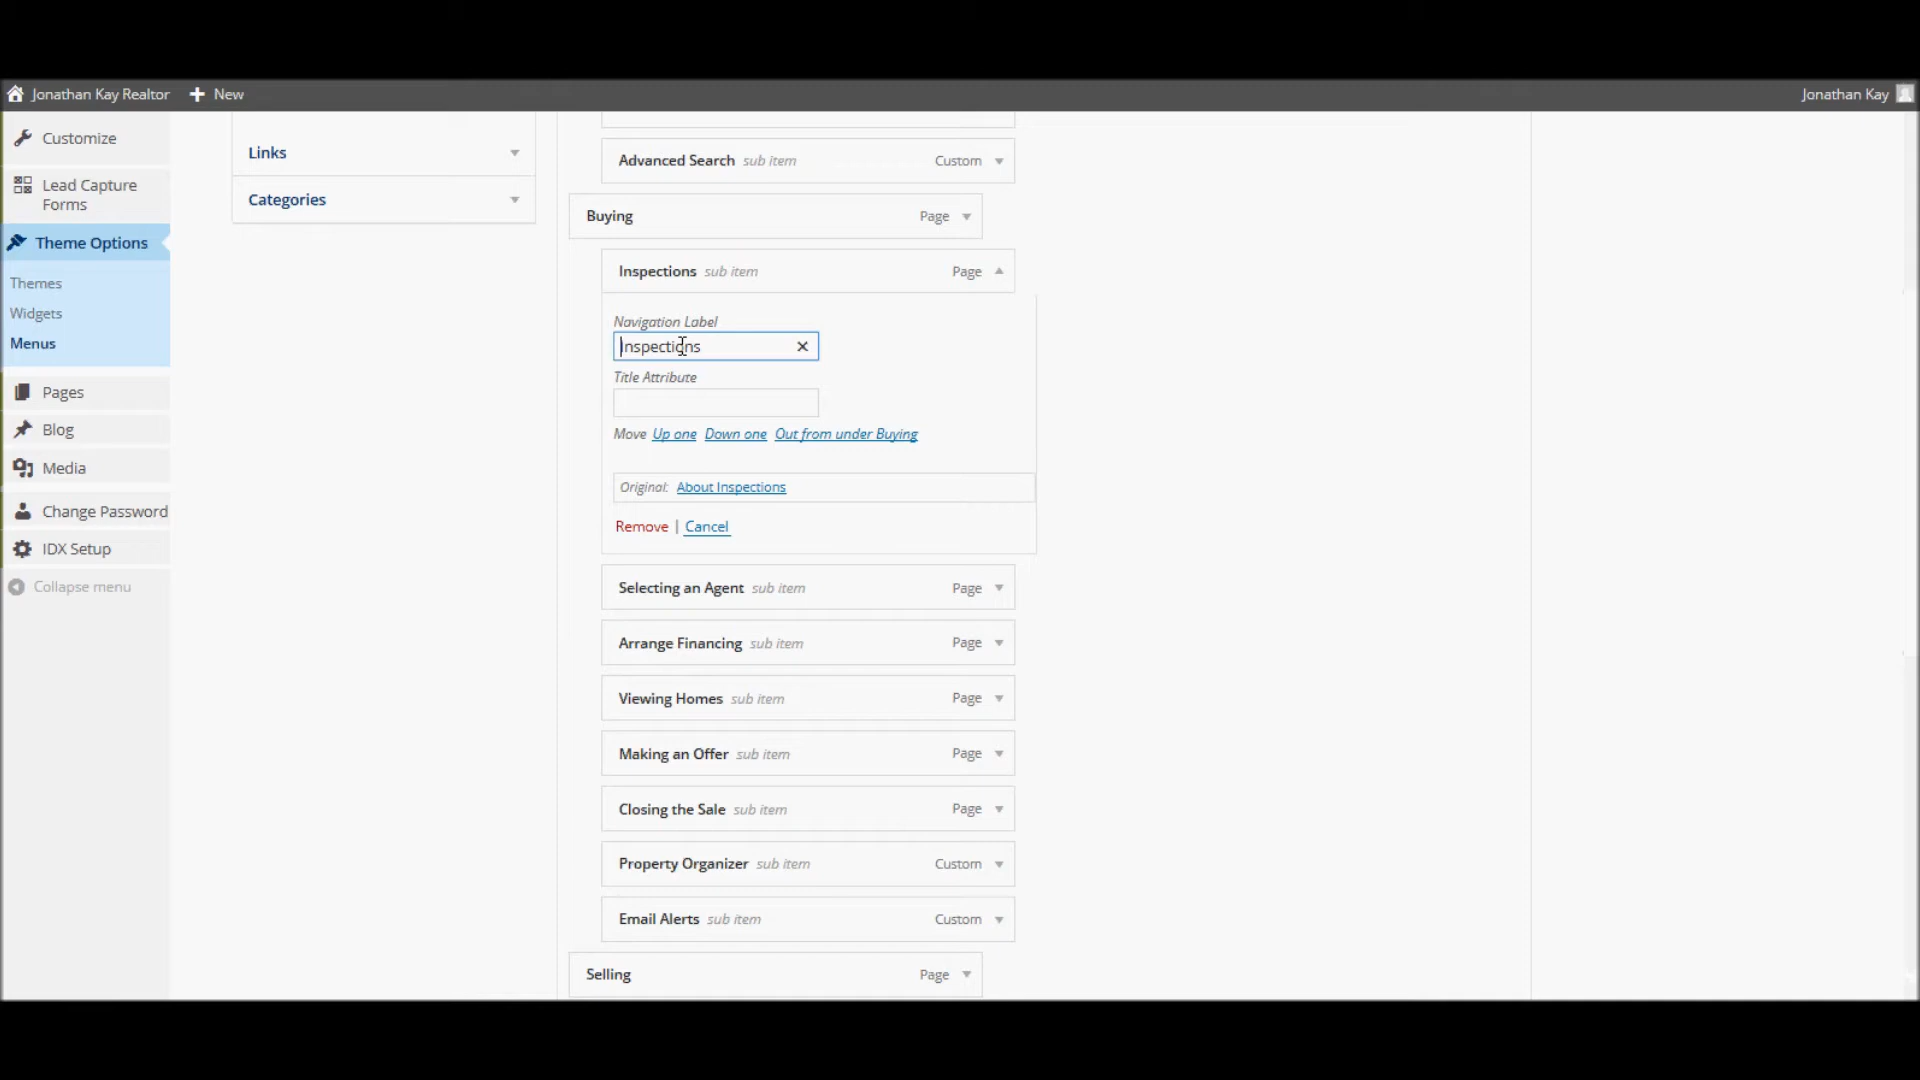 Jonathan Kay Realtor New Jonathan Kay
Customize
Lead Capture
Forms
Theme Options
Themes
Widgets
Menus
Pages
Blog
Media
Change Password
IDX Setup
Collapse menu
Links
Categories
Advanced Search sub item Custom
Buying Page
Inspections sub item Page
Navigation Label
Inspections
Title Attribute
Move Up one Down one Out from under Buying
Original: About Inspections
Remove | Cancel
Selecting an Agent sub item Page
Arrange Financing sub item Page
Viewing Homes sub item Page
Making an Offer sub item Page
Closing the Sale sub item Page
Property Organizer sub item Custom
Email Alerts sub item Custom
Selling Page